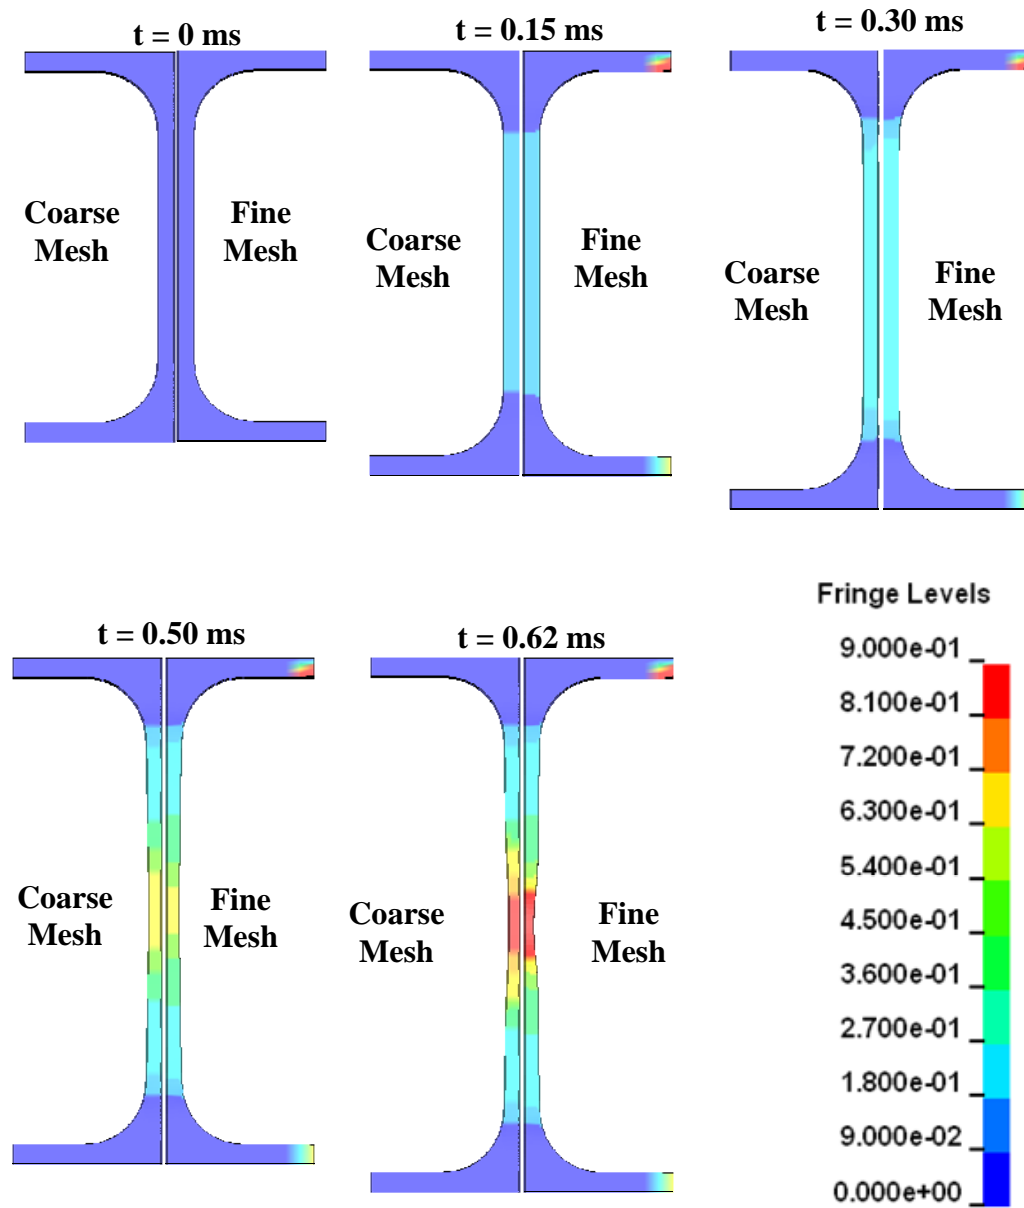 t = 0 ms
t = 0.15 ms
t = 0.30 ms
Coarse
Mesh
Fine
Mesh
Coarse
Mesh
Fine
Mesh
Coarse
Mesh
Fine
Mesh
t = 0.50 ms
t = 0.62 ms
Coarse
Mesh
Fine
Mesh
Coarse
Mesh
Fine
Mesh
Fringe Levels
9.000e-01
8.100e-01
7.200e-01
6.300e-01
5.400e-01
4.500e-01
3.600e-01
2.700e-01
1.800e-01
9.000e-02
0.000e+00